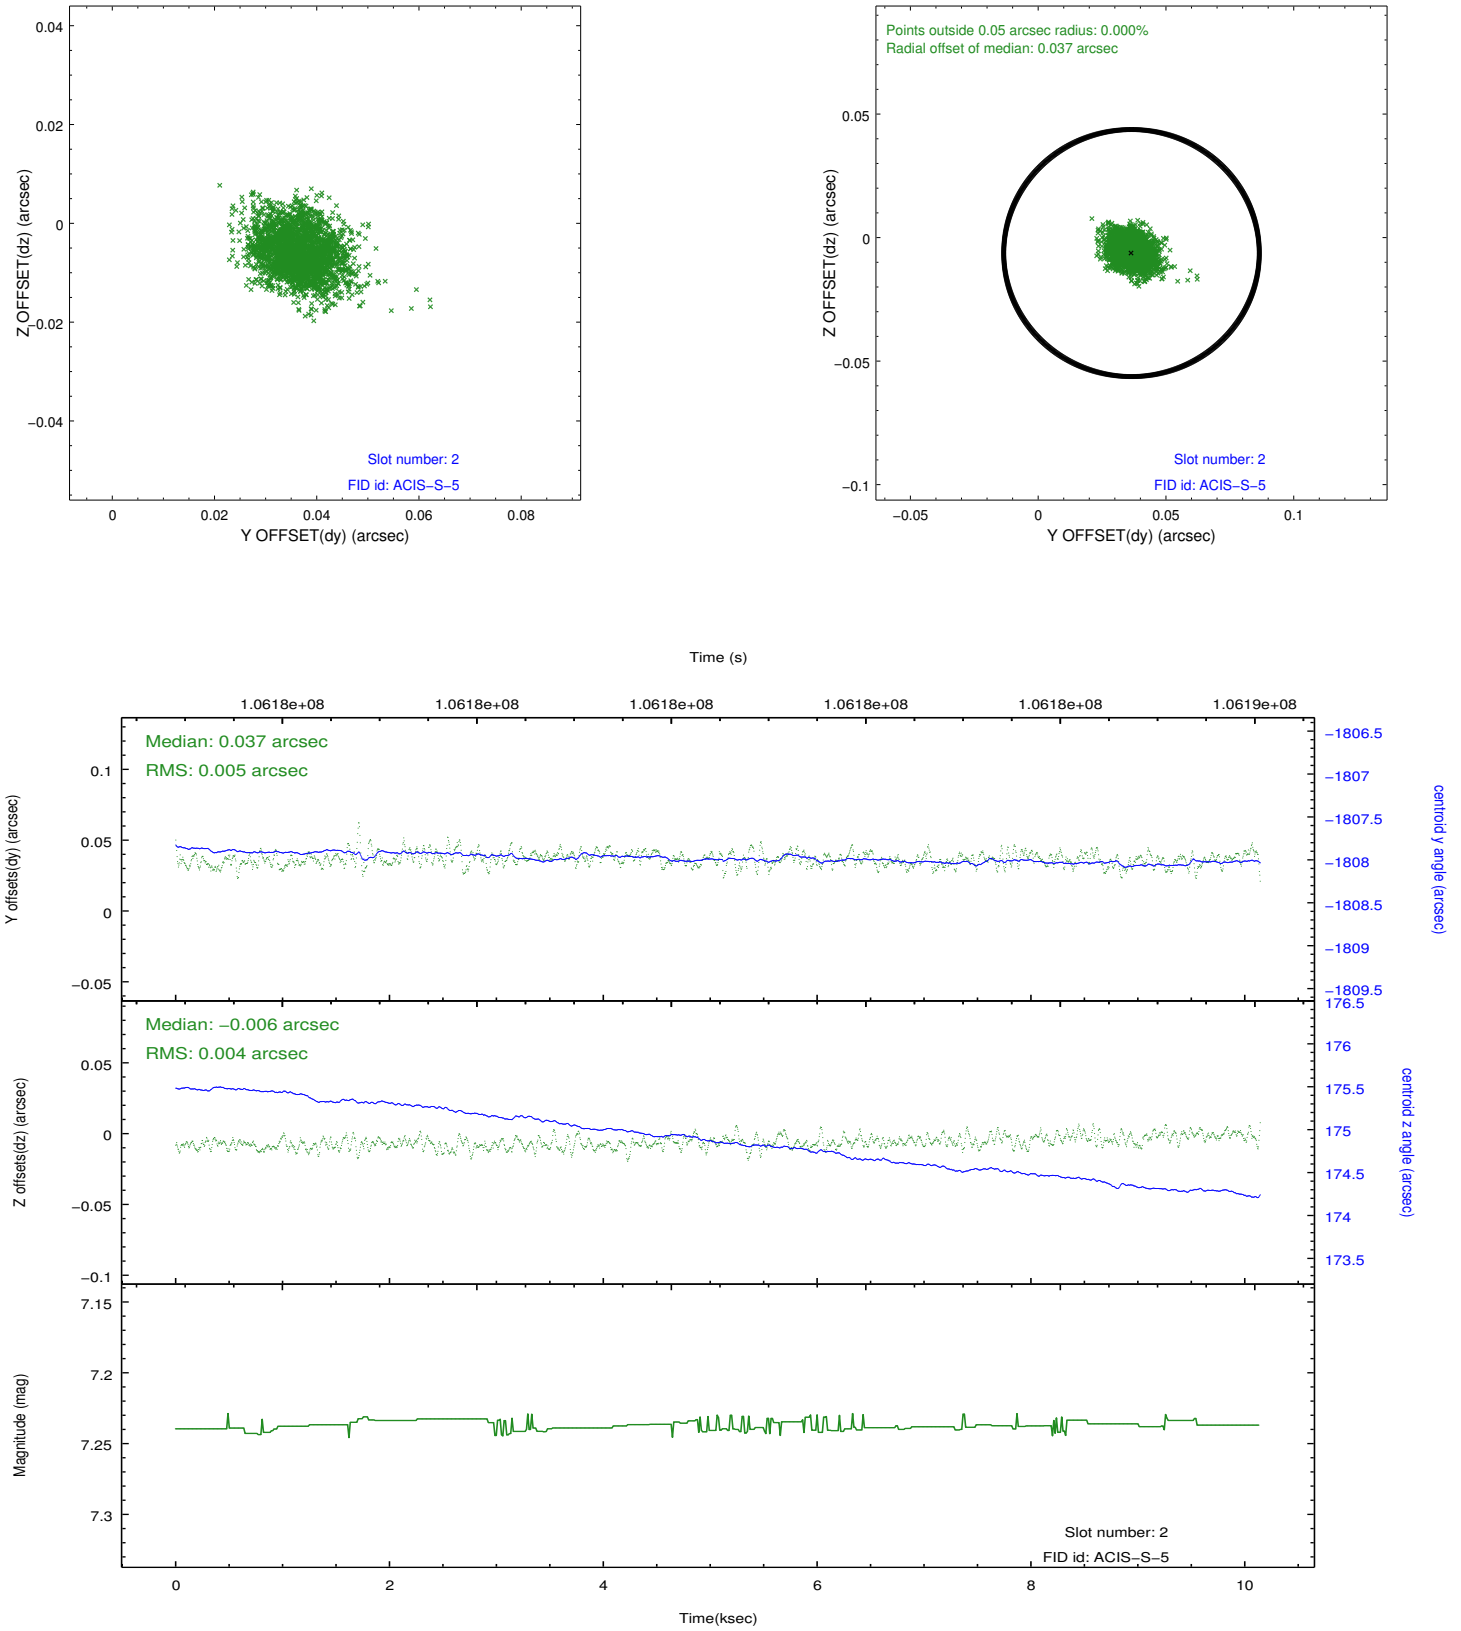 0.04
0.02
0
−0.02
−0.04
Z OFFSET(dz) (arcsec)
Slot number: 2
FID id: ACIS−S−5
0
0.02
0.04
0.06
0.08
Y OFFSET(dy) (arcsec)
Points outside 0.05 arcsec radius: 0.000%
Radial offset of median: 0.037 arcsec
0.05
0
−0.05
−0.1
Z OFFSET(dz) (arcsec)
Slot number: 2
FID id: ACIS−S−5
−0.05
0
0.05
0.1
Y OFFSET(dy) (arcsec)
Time (s)
1.0618e+08
1.0618e+08
1.0618e+08
1.0618e+08
1.0618e+08
1.0619e+08
Median: 0.037 arcsec
RMS: 0.005 arcsec
0.1
0.05
0
−0.05
Y offsets(dy) (arcsec)
−1806.5
−1807
−1807.5
−1808
−1808.5
−1809
−1809.5
centroid y angle (arcsec)
Median: −0.006 arcsec
RMS: 0.004 arcsec
0.05
0
−0.05
−0.1
Z offsets(dz) (arcsec)
176.5
176
175.5
175
174.5
174
173.5
centroid z angle (arcsec)
7.15
7.2
7.25
7.3
Magnitude (mag)
Slot number: 2
FID id: ACIS−S−5
0
2
4
6
8
10
Time(ksec)